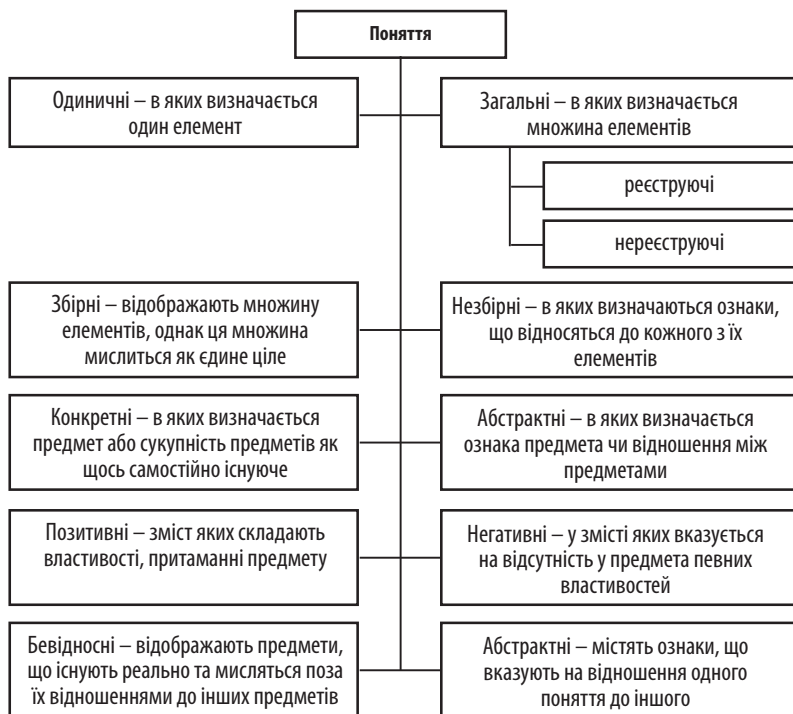 Поняття
Одиничні – в яких визначається
один елемент
Загальні – в яких визначається
множина елементів
реєструючі
нереєструючі
Збірні – відображають множину
елементів, однак ця множина
мислиться як єдине ціле
Незбірні – в яких визначаються ознаки,
що відносяться до кожного з їх
елементів
Конкретні – в яких визначається
предмет або сукупність предметів як
щось самостійно існуюче
Абстрактні – в яких визначається
ознака предмета чи відношення між
предметами
Позитивні – зміст яких складають
властивості, притаманні предмету
Негативні – у змісті яких вказується
на відсутність у предмета певних
властивостей
Бевідносні – відображають предмети,
що існують реально та мисляться поза
їх відношеннями до інших предметів
Абстрактні – містять ознаки, що
вказують на відношення одного
поняття до іншого